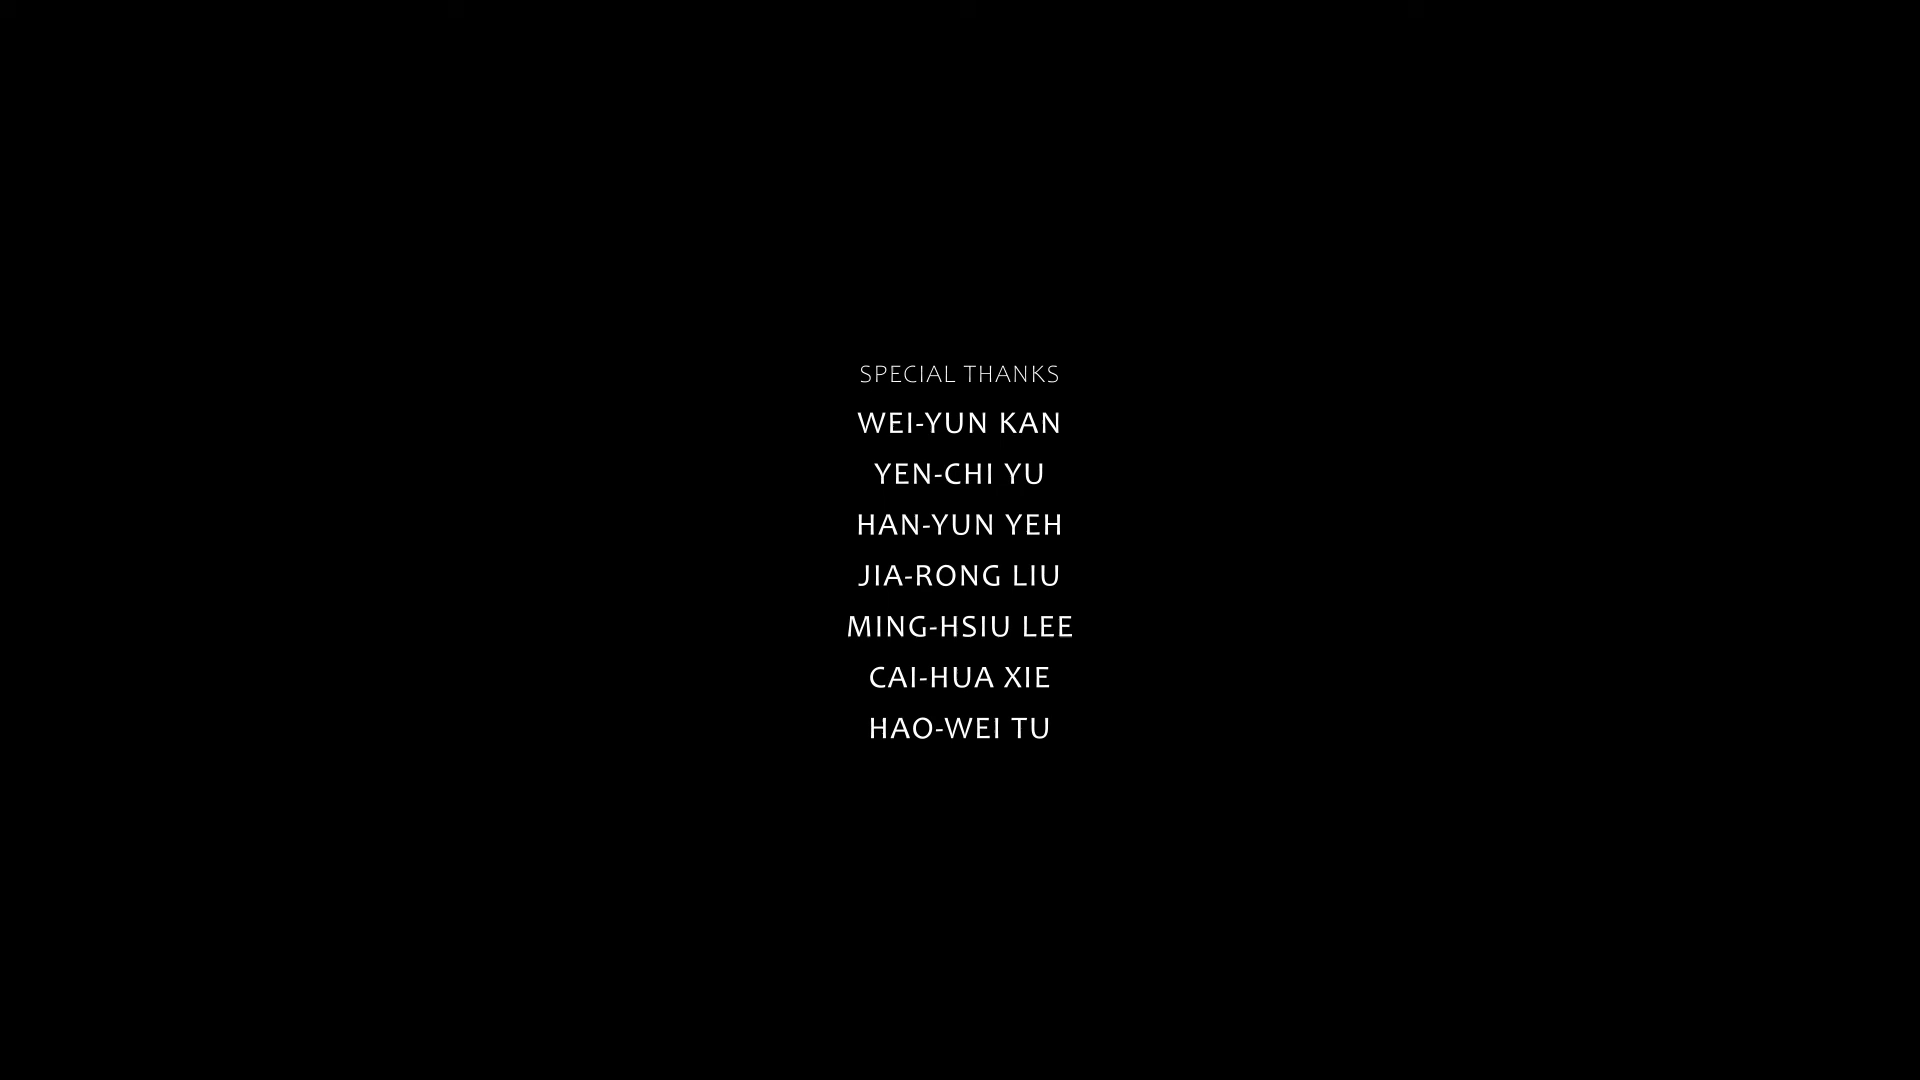 SPECIAL THANKS
WEI-YUN KAN
YEN-CHI YU
HAN-YUN YEH
JIA-RONG LIU
MING-HSIU LEE
CAI-HUA XIE
HAO-WEI TU